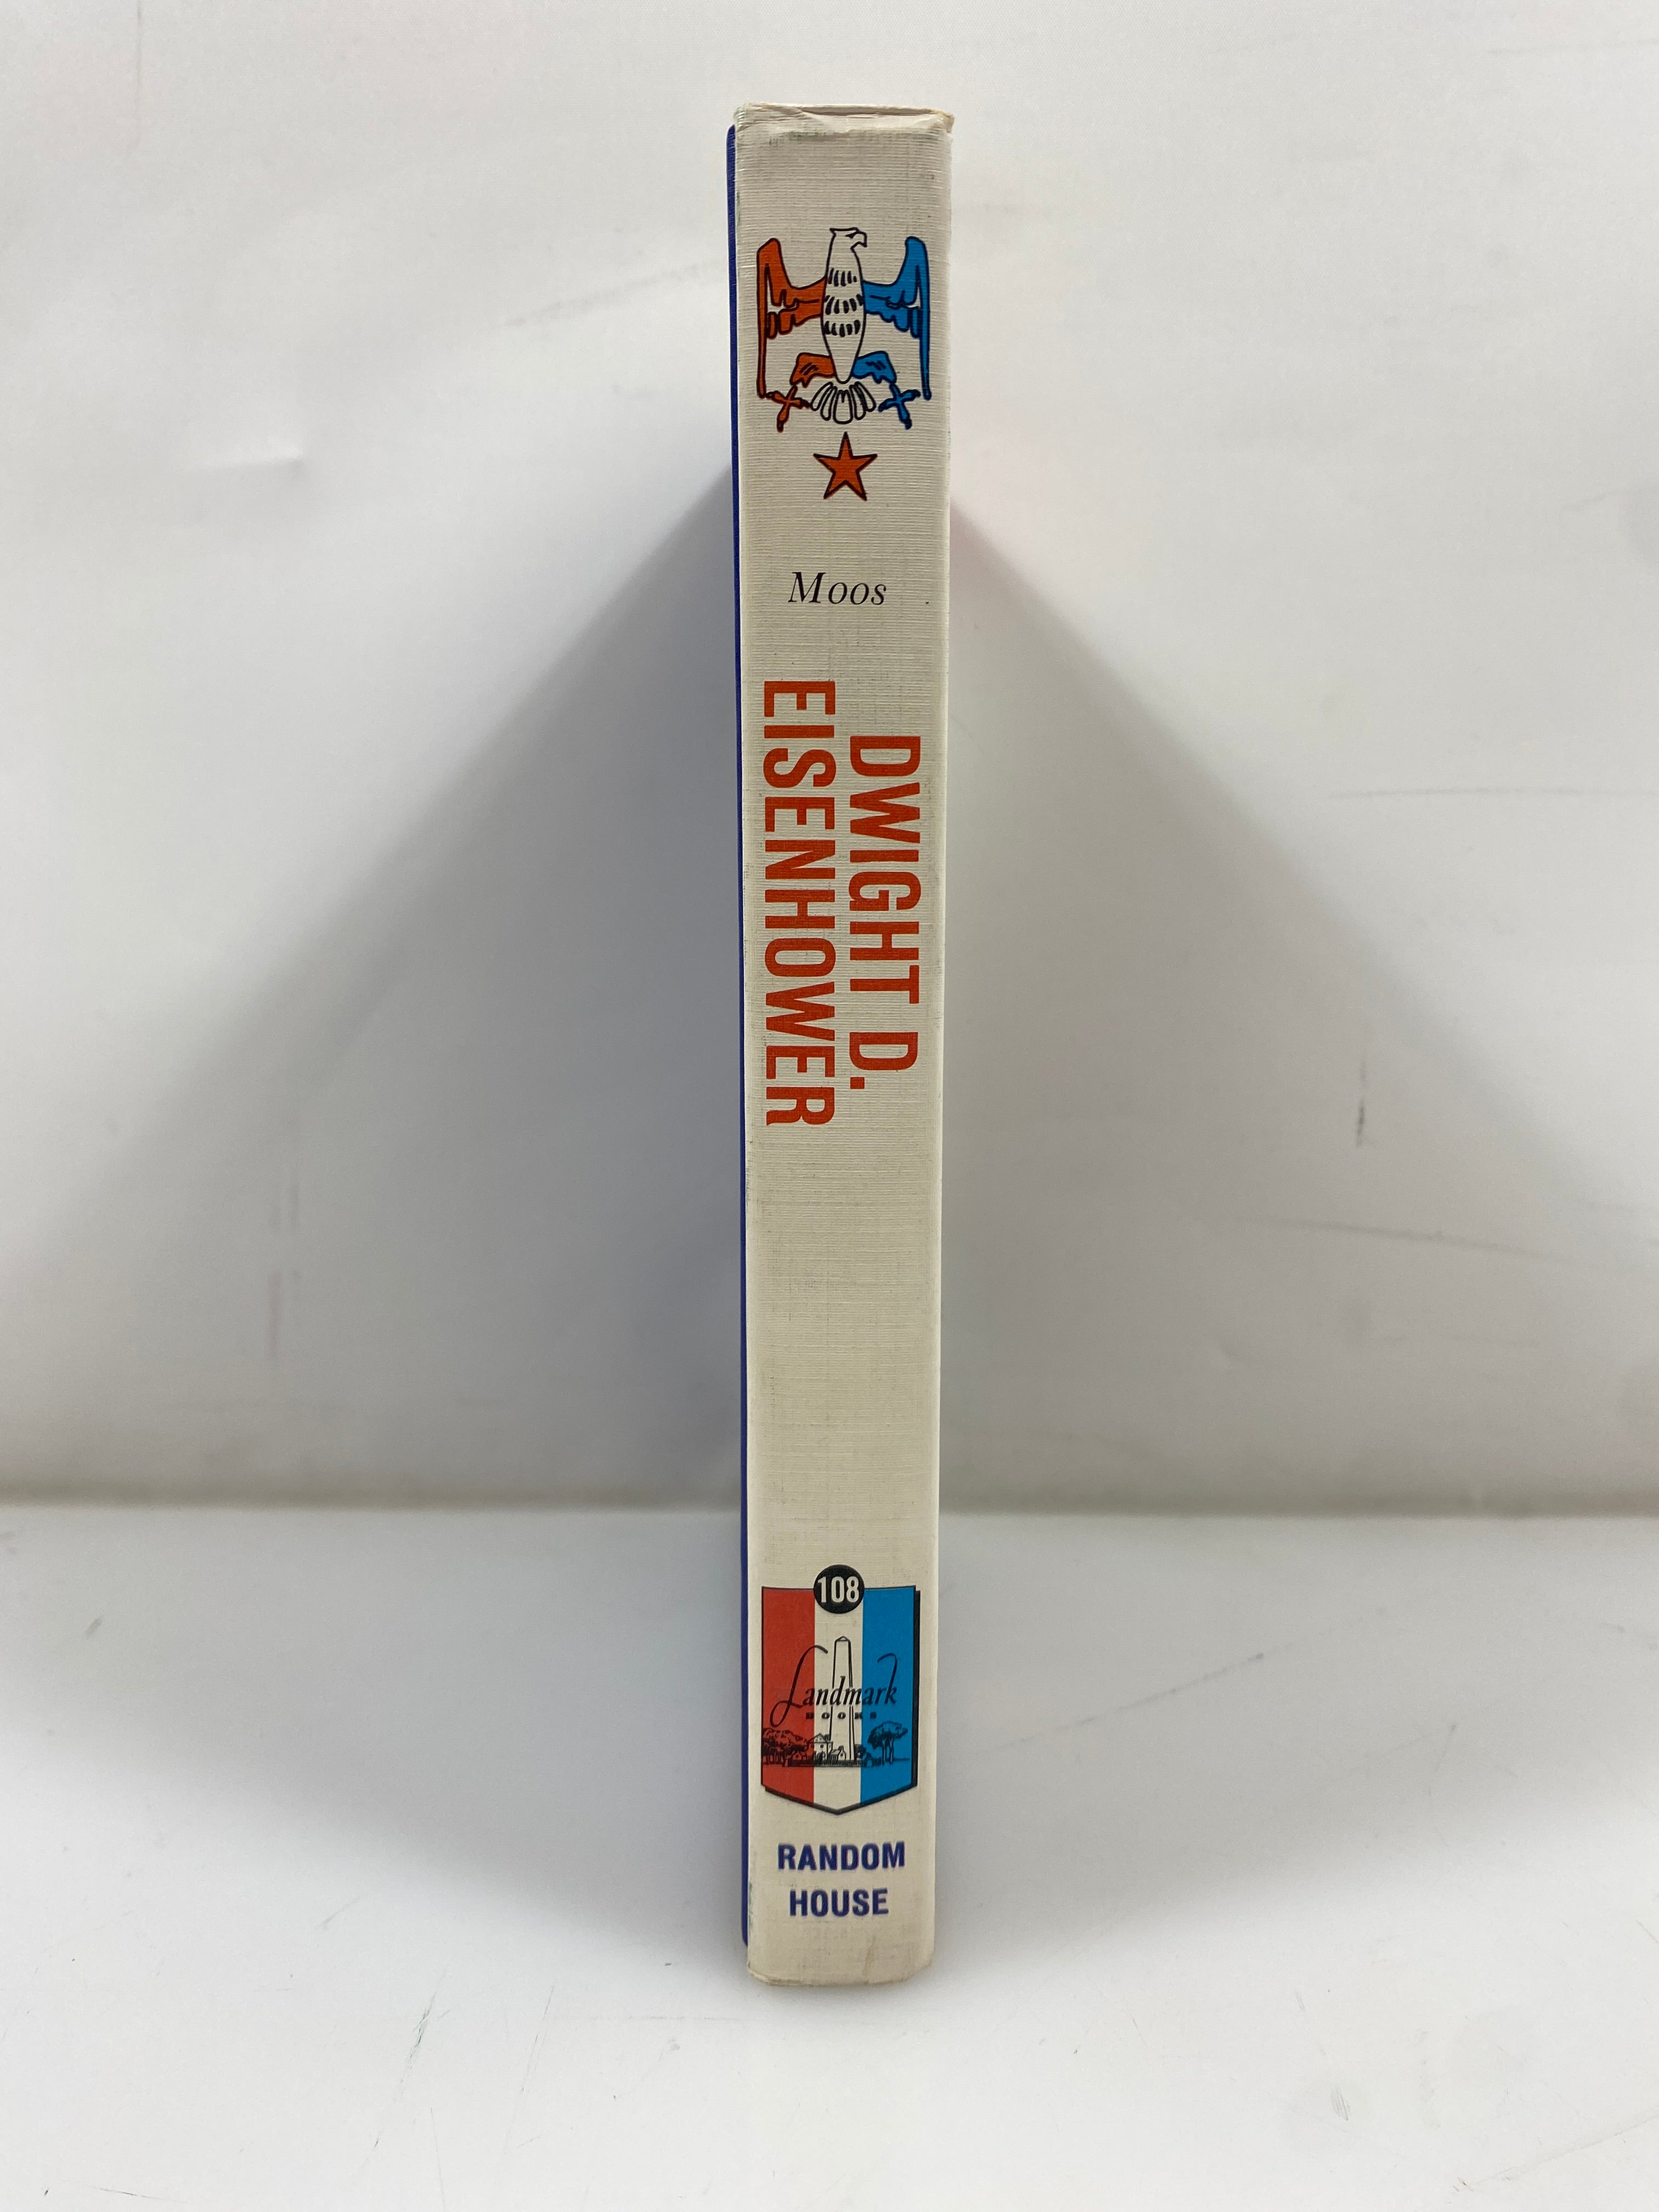 Moos
DWIGHT D.
EISENHOWER
108
Landmark
BOOKS
RANDOM
HOUSE